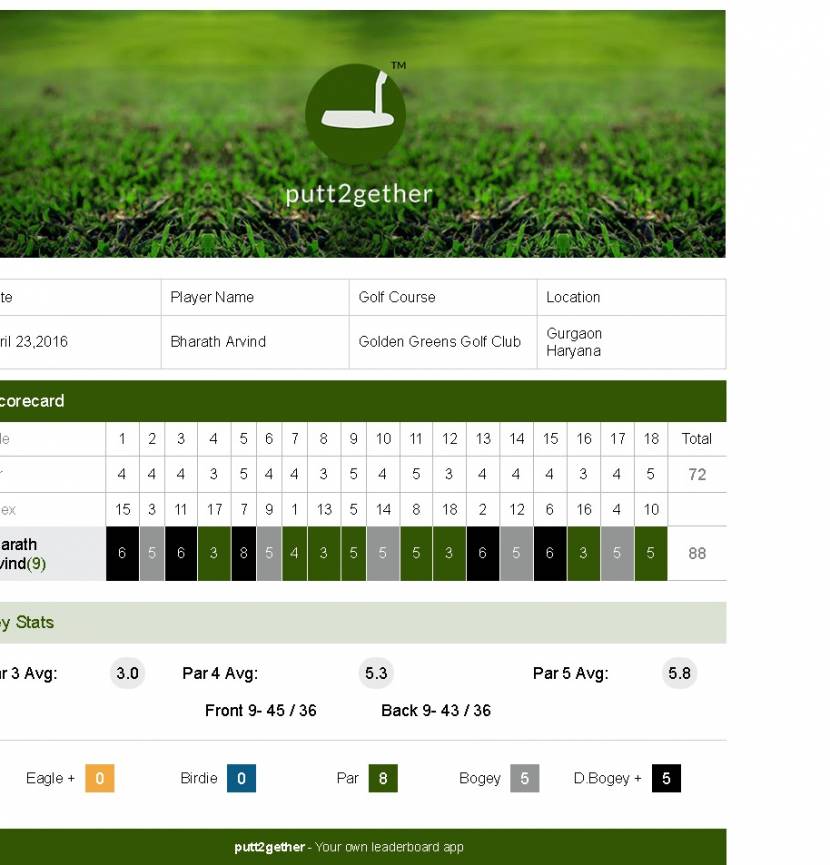 TM
putt2gether
te Player Name Golf Course Location
ril 23,2016 Bharath Arvind Golden Greens Golf Club Gurgaon
Haryana
corecard
le 1 2 3 4 5 6 7 8 9 10 11 12 13 14 15 16 17 18 Total
r 4 4 4 3 5 4 4 3 5 4 5 3 4 4 4 3 4 5 72
ex 15 3 11 17 7 9 1 13 5 14 8 18 2 12 6 16 4 10
arath
vind(9) 6 5 6 3 8 5 4 3 5 5 5 3 6 5 6 3 5 5 88
y Stats
r 3 Avg: 3.0 Par 4 Avg: 5.3 Par 5 Avg: 5.8
Front 9- 45 / 36 Back 9- 43 / 36
Eagle + 0 Birdie 0 Par 8 Bogey 5 D.Bogey + 5
putt2gether - Your own leaderboard app